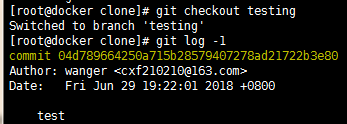 [root@docker clone]# git checkout testing
Switched to branch 'testing'
[root@docker clone]# git log -1
commit 04d789664250a715b28579407278ad21722b3e80
Author: wanger <cxf210210@163.com>
Date:   Fri Jun 29 19:22:01 2018 +0800
test